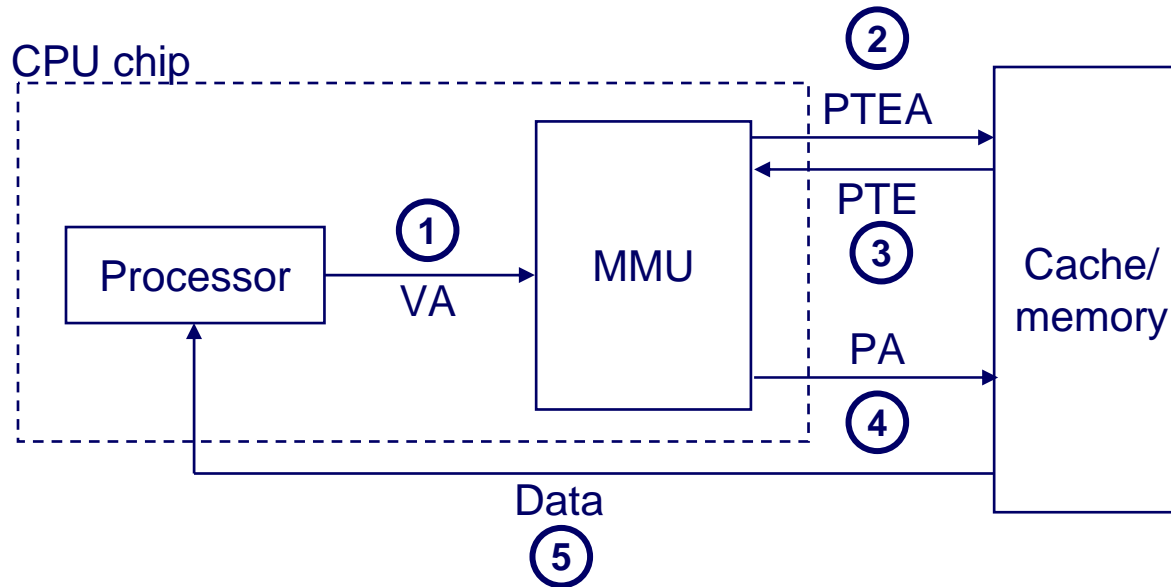 2
CPU chip
PTEA
PTE
1
3
Processor
VA
MMU
Cache/
memory
PA
4
Data
5